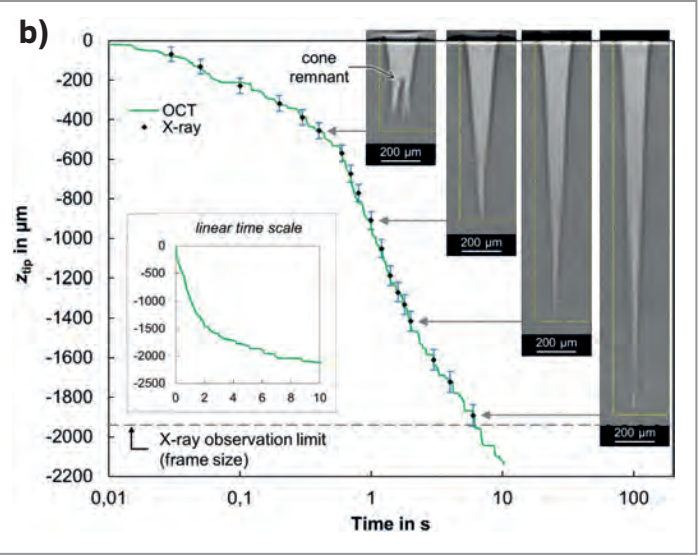 b)
0
-200
-400
-600
-800
-1000
-1200
-1400
-1600
-1800
-2000
-2200
z_tip in µm
OCT
X-ray
cone
remnant
200 µm
200 µm
200 µm
200 µm
linear time scale
0
-500
-1000
-1500
-2000
-2500
0 2 4 6 8 10
X-ray observation limit
(frame size)
0,01 0,1 1 10 100
Time in s